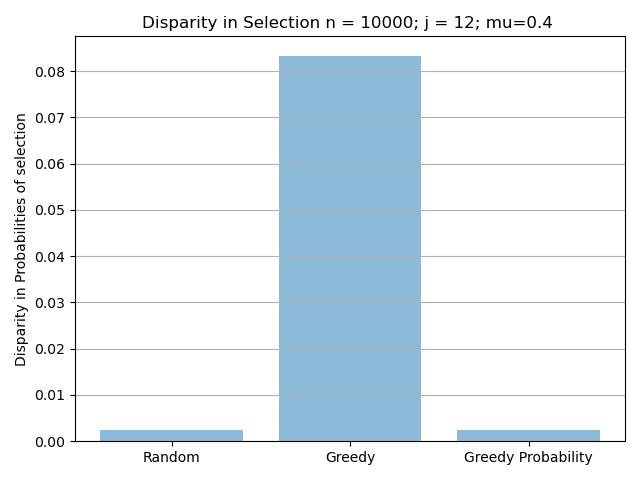 Disparity in Selection n = 10000; j = 12; mu=0.4
Disparity in Probabilities of selection
0.08
0.07
0.06
0.05
0.04
0.03
0.02
0.01
0.00
Random
Greedy
Greedy Probability